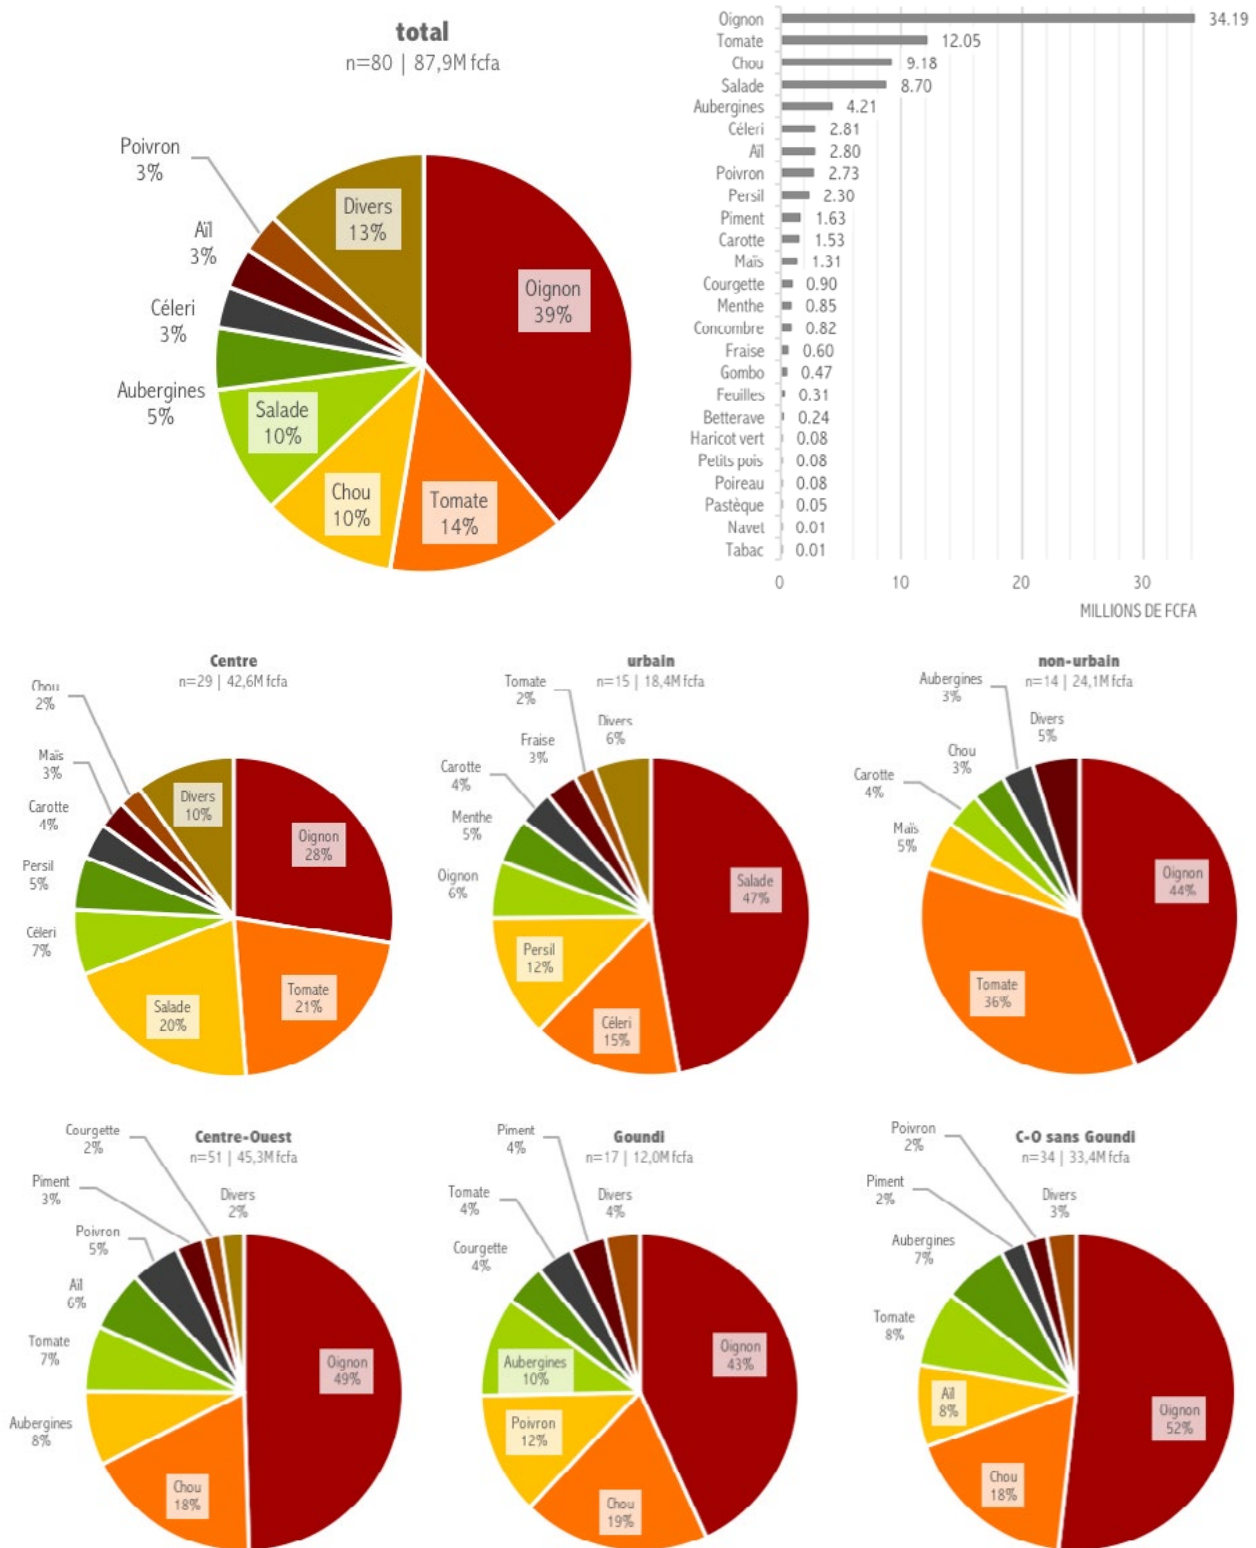 total
n=80 | 87,9M fcfa
Poivron
3%
Aïl
3%
Céleri
3%
Aubergines
5%
Salade
10%
Chou
10%
Tomate
14%
Oignon
39%
Divers
13%
Oignon 34.19
Tomate 12.05
Chou 9.18
Salade 8.70
Aubergines 4.21
Céleri 2.81
Aïl 2.80
Poivron 2.73
Persil 2.30
Piment 1.63
Carotte 1.53
Maïs 1.31
Courgette 0.90
Menthe 0.85
Concombre 0.82
Fraise 0.60
Gombo 0.47
Feuilles 0.31
Betterave 0.24
Haricot vert 0.08
Petits pois 0.08
Poireau 0.08
Pastèque 0.05
Navet 0.01
Tabac 0.01
0 10 20 30
MILLIONS DE FCFA
Centre
n=29 | 42,6M fcfa
Chou
2%
Maïs
3%
Carotte
4%
Persil
5%
Céleri
7%
Salade
20%
Tomate
21%
Oignon
28%
Divers
10%
urbain
n=15 | 18,4M fcfa
Tomate
2%
Divers
6%
Fraise
3%
Carotte
4%
Menthe
5%
Oignon
6%
Persil
12%
Céleri
15%
Salade
47%
non-urbain
n=14 | 24,1M fcfa
Aubergines
3%
Divers
5%
Chou
3%
Carotte
4%
Maïs
5%
Tomate
36%
Oignon
44%
Centre-Ouest
n=51 | 45,3M fcfa
Courgette
2%
Piment
3%
Divers
2%
Poivron
5%
Aïl
6%
Tomate
7%
Aubergines
8%
Chou
18%
Oignon
49%
Goundi
n=17 | 12,0M fcfa
Piment
4%
Divers
4%
Tomate
4%
Courgette
4%
Aubergines
10%
Poivron
12%
Chou
19%
Oignon
43%
C-O sans Goundi
n=34 | 33,4M fcfa
Poivron
2%
Piment
2%
Divers
3%
Aubergines
7%
Tomate
8%
Aïl
8%
Chou
18%
Oignon
52%